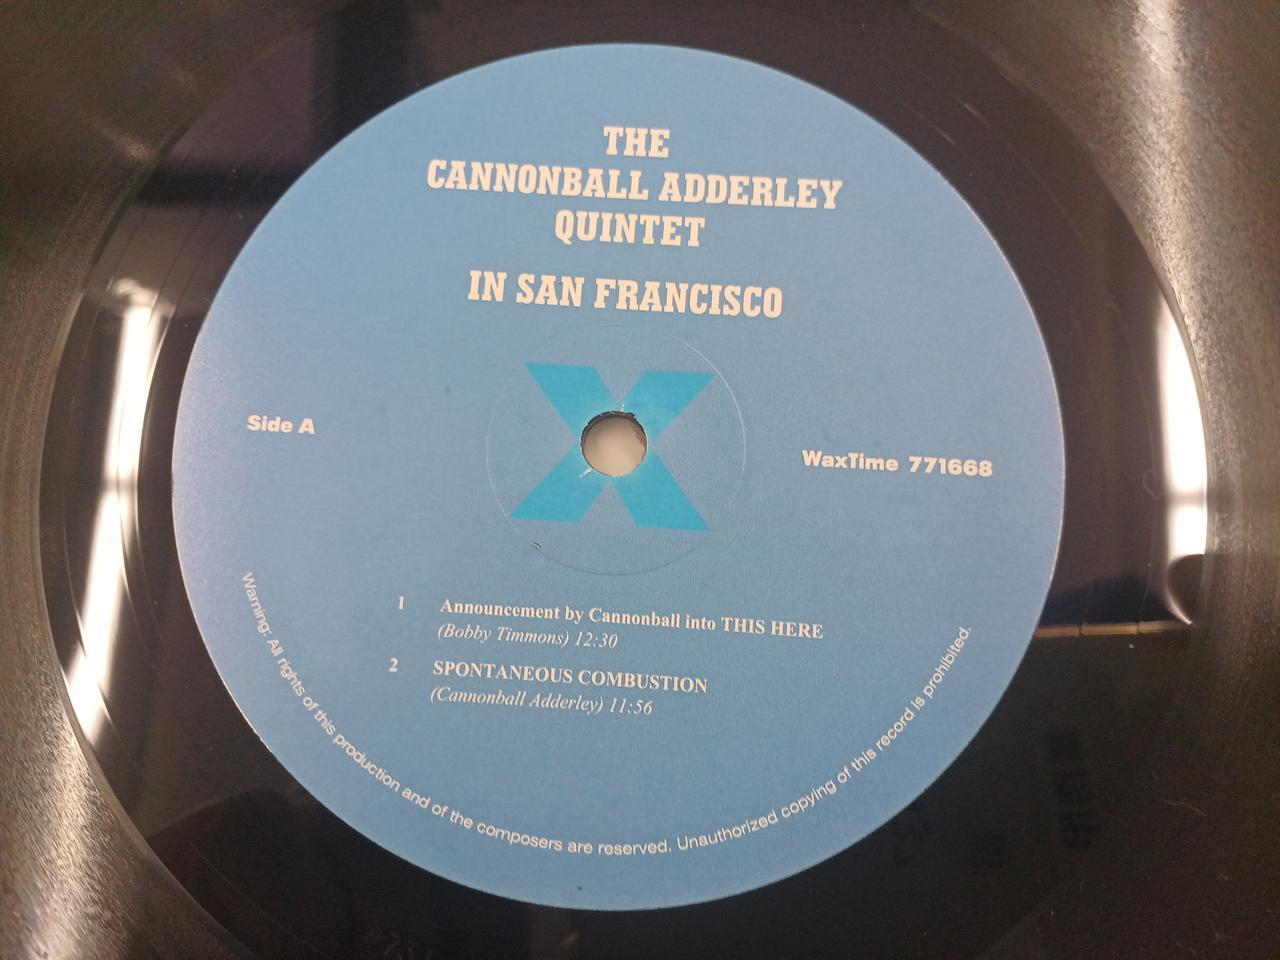 THE
CANNONBALL ADDERLEY
QUINTET
IN SAN FRANCISCO
X
Side A
WaxTime 771668
1 Announcement by Cannonball into THIS HERE
(Bobby Timmons) 12:30
2 SPONTANEOUS COMBUSTION
(Cannonball Adderley) 11:56
Warning: All rights of this production and of the composers are reserved. Unauthorized copying of this record is prohibited.